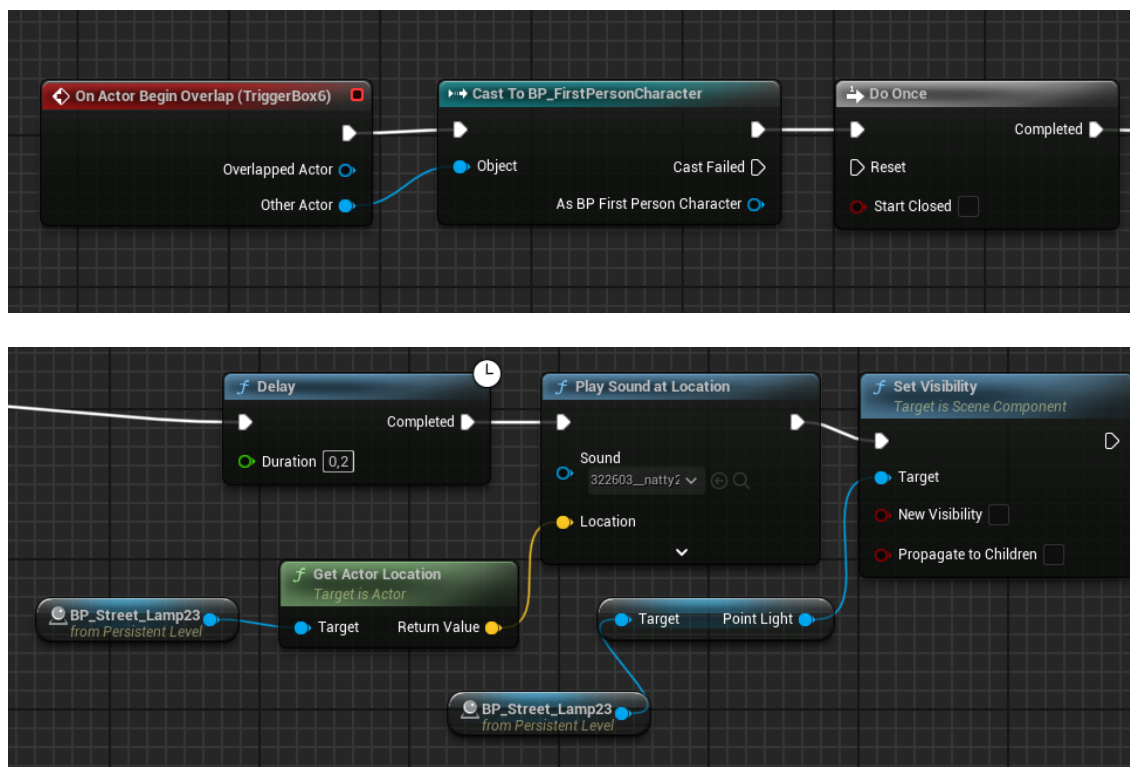 On Actor Begin Overlap (TriggerBox6)
Overlapped Actor
Other Actor
Cast To BP_FirstPersonCharacter
Object
Cast Failed
As BP First Person Character
Do Once
Completed
Reset
Start Closed
Delay
Completed
Duration 0,2
Play Sound at Location
Sound
322603__natty2
Location
Set Visibility
Target is Scene Component
Target
New Visibility
Propagate to Children
Get Actor Location
Target is Actor
Target Return Value
BP_Street_Lamp23
from Persistent Level
Target Point Light
BP_Street_Lamp23
from Persistent Level